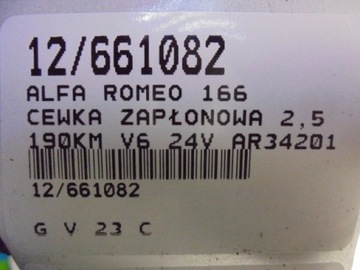 12/661082
ALFA ROMEO 166
CEWKA ZAPŁONOWA 2,5
190KM V6 24V AR34201
12/661082
G V 23 C